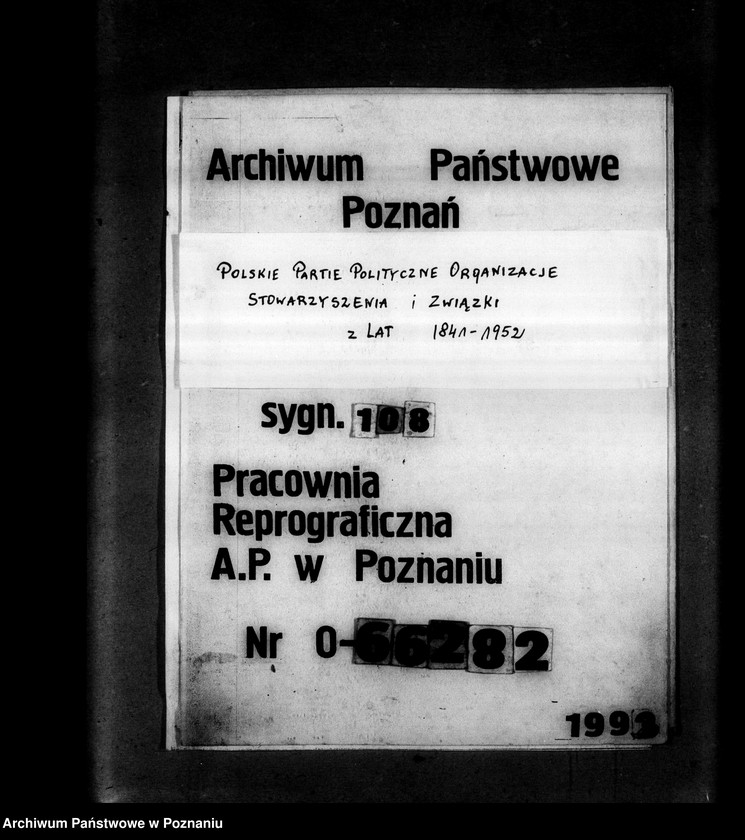 Archiwum Państwowe
Poznań
POLSKIE PARTIE POLITYCZNE ORGANIZACJE
STOWARZYSZENIA i ZWIĄZKI
z LAT 1841-1952
sygn. 108
Pracownia
Reprograficzna
A.P. w Poznaniu
Nr O-66282
1993
Archiwum Państwowe w Poznaniu